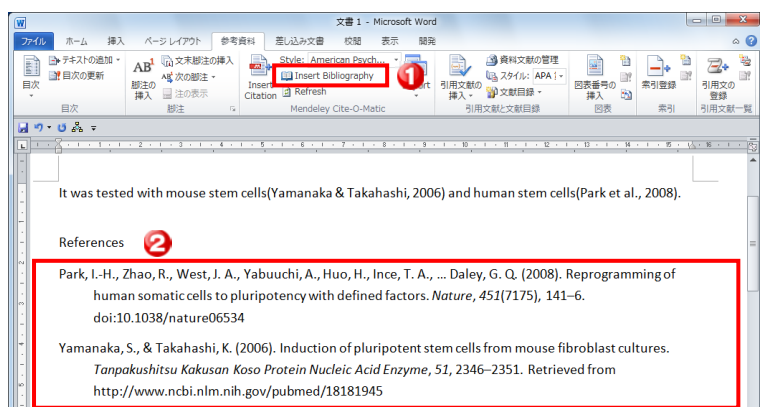 文書 1 - Microsoft Word
ファイル ホーム 挿入 ページ レイアウト 参考資料 差し込み文書 校閲 表示 開発
目次
テキストの追加
目次の更新
目次
AB1
脚注の挿入
文末脚注の挿入
次の脚注
注の表示
脚注
Insert Citation
Style: American Psych...
Insert Bibliography
Refresh
1
Mendeley Cite-O-Matic
引用文献の挿入
資料文献の管理
スタイル: APA
文献目録
引用文献と文献目録
図表番号の挿入
図表
索引登録
索引
引用文の登録
引用文献一覧
It was tested with mouse stem cells(Yamanaka & Takahashi, 2006) and human stem cells(Park et al., 2008).
References
2
Park, I.-H., Zhao, R., West, J. A., Yabuuchi, A., Huo, H., Ince, T. A., ... Daley, G. Q. (2008). Reprogramming of
human somatic cells to pluripotency with defined factors. Nature, 451(7175), 141–6.
doi:10.1038/nature06534
Yamanaka, S., & Takahashi, K. (2006). Induction of pluripotent stem cells from mouse fibroblast cultures.
Tanpakushitsu Kakusan Koso Protein Nucleic Acid Enzyme, 51, 2346–2351. Retrieved from
http://www.ncbi.nlm.nih.gov/pubmed/18181945